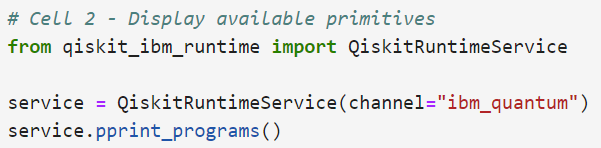 # Cell 2 - Display available primitives
from qiskit_ibm_runtime import QiskitRuntimeService
service = QiskitRuntimeService(channel="ibm_quantum")
service.pprint_programs()